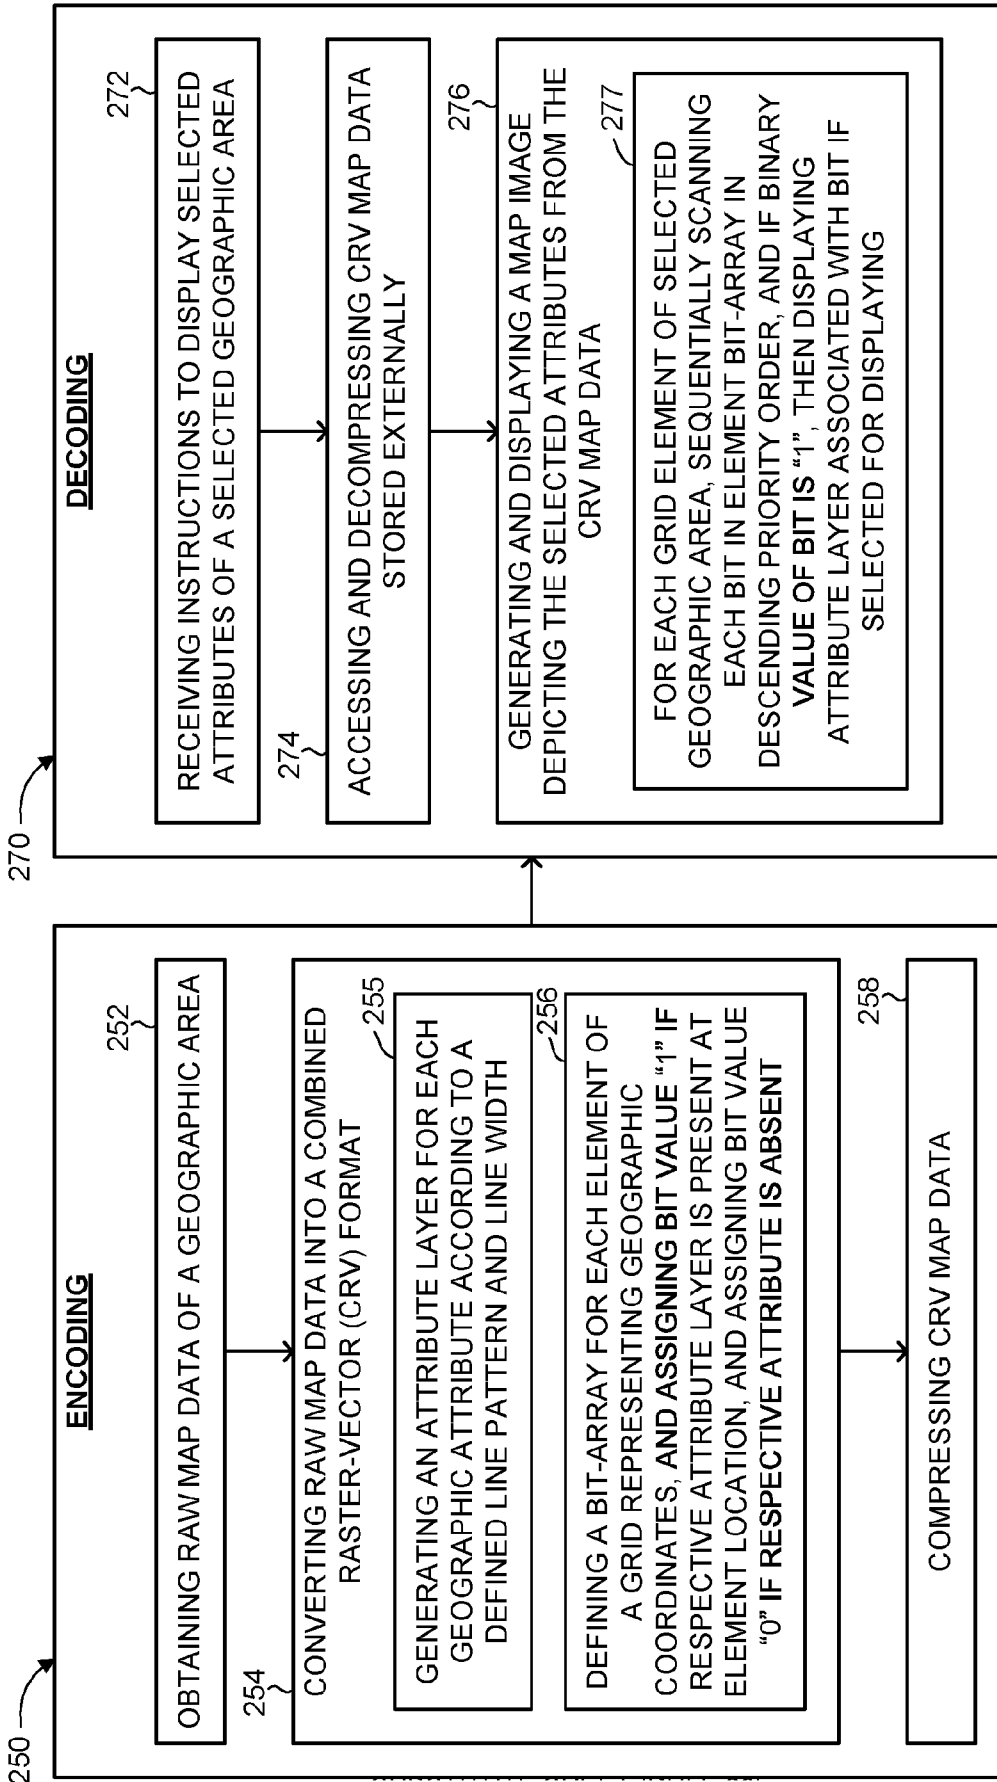 250
ENCODING
252
OBTAINING RAW MAP DATA OF A GEOGRAPHIC AREA
254
CONVERTING RAW MAP DATA INTO A COMBINED
RASTER-VECTOR (CRV) FORMAT
255
GENERATING AN ATTRIBUTE LAYER FOR EACH
GEOGRAPHIC ATTRIBUTE ACCORDING TO A
DEFINED LINE PATTERN AND LINE WIDTH
256
DEFINING A BIT-ARRAY FOR EACH ELEMENT OF
A GRID REPRESENTING GEOGRAPHIC
COORDINATES, AND ASSIGNING BIT VALUE “1” IF
RESPECTIVE ATTRIBUTE LAYER IS PRESENT AT
ELEMENT LOCATION, AND ASSIGNING BIT VALUE
“0” IF RESPECTIVE ATTRIBUTE IS ABSENT
258
COMPRESSING CRV MAP DATA
270
DECODING
272
RECEIVING INSTRUCTIONS TO DISPLAY SELECTED
ATTRIBUTES OF A SELECTED GEOGRAPHIC AREA
274
ACCESSING AND DECOMPRESSING CRV MAP DATA
STORED EXTERNALLY
276
GENERATING AND DISPLAYING A MAP IMAGE
DEPICTING THE SELECTED ATTRIBUTES FROM THE
CRV MAP DATA
277
FOR EACH GRID ELEMENT OF SELECTED
GEOGRAPHIC AREA, SEQUENTIALLY SCANNING
EACH BIT IN ELEMENT BIT-ARRAY IN
DESCENDING PRIORITY ORDER, AND IF BINARY
VALUE OF BIT IS “1”, THEN DISPLAYING
ATTRIBUTE LAYER ASSOCIATED WITH BIT IF
SELECTED FOR DISPLAYING